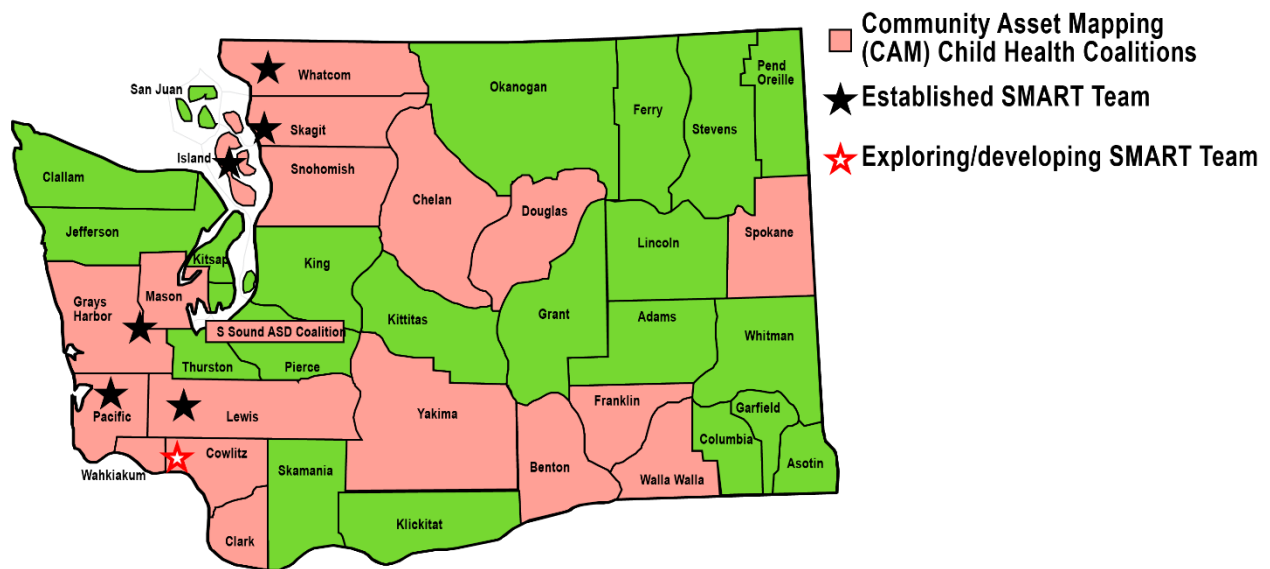 Community Asset Mapping
(CAM) Child Health Coalitions
Established SMART Team
Exploring/developing SMART Team
Whatcom
San Juan
Okanogan
Pend
Oreille
Ferry
Stevens
Skagit
Island
Snohomish
Clallam
Chelan
Douglas
Jefferson
Spokane
Lincoln
Kitsap
King
Mason
Grays
Harbor
Kittitas
Grant
Adams
Whitman
S Sound ASD Coalition
Thurston
Pierce
Pacific
Lewis
Yakima
Franklin
Garfield
Columbia
Asotin
Wahkiakum
Cowlitz
Skamania
Benton
Walla Walla
Klickitat
Clark